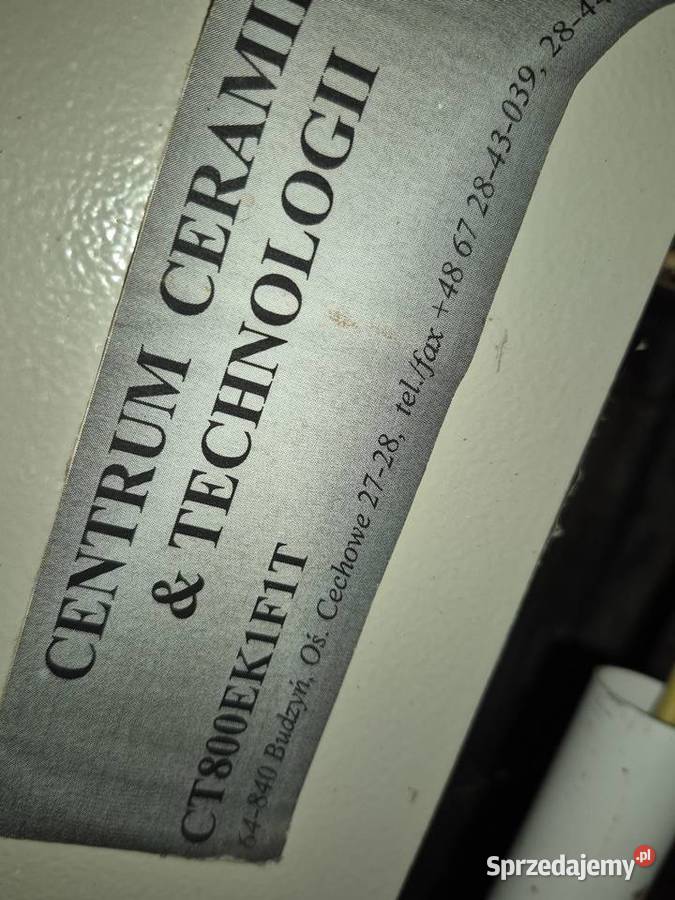 CENTRUM CERAMI
& TECHNOLOGII
CT800EK1F1T
64-840 Budzyń, Oś. Cechowe 27-28, tel./fax +48 67 28-43-039, 28-44
Sprzedajemy.pl